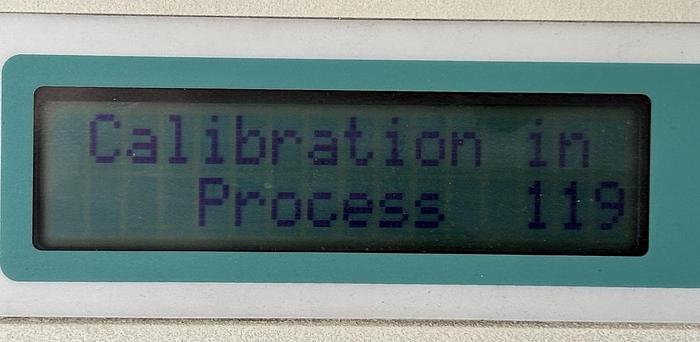 Calibration in
Process 119